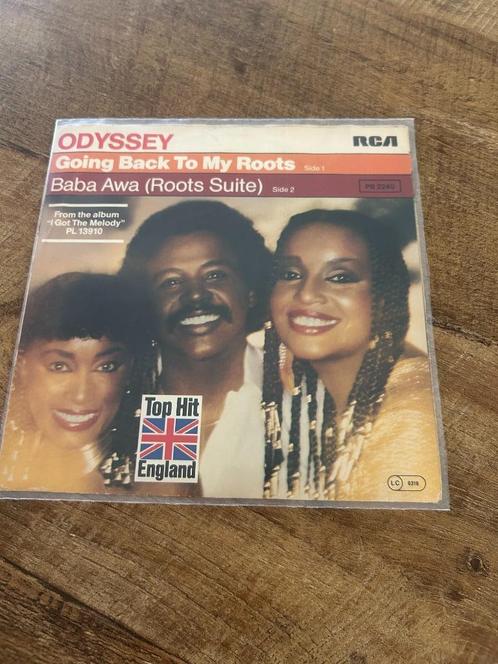 ODYSSEY RCA
Going Back To My Roots Side 1
Baba Awa (Roots Suite) Side 2 PB 2240
From the album
"I Got The Melody"
PL 13910
Top Hit
England
LC 0316